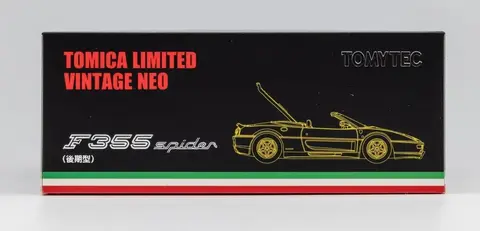 TOMICA LIMITED
VINTAGE NEO
TOMYTEC
F355 spider
(後期型)